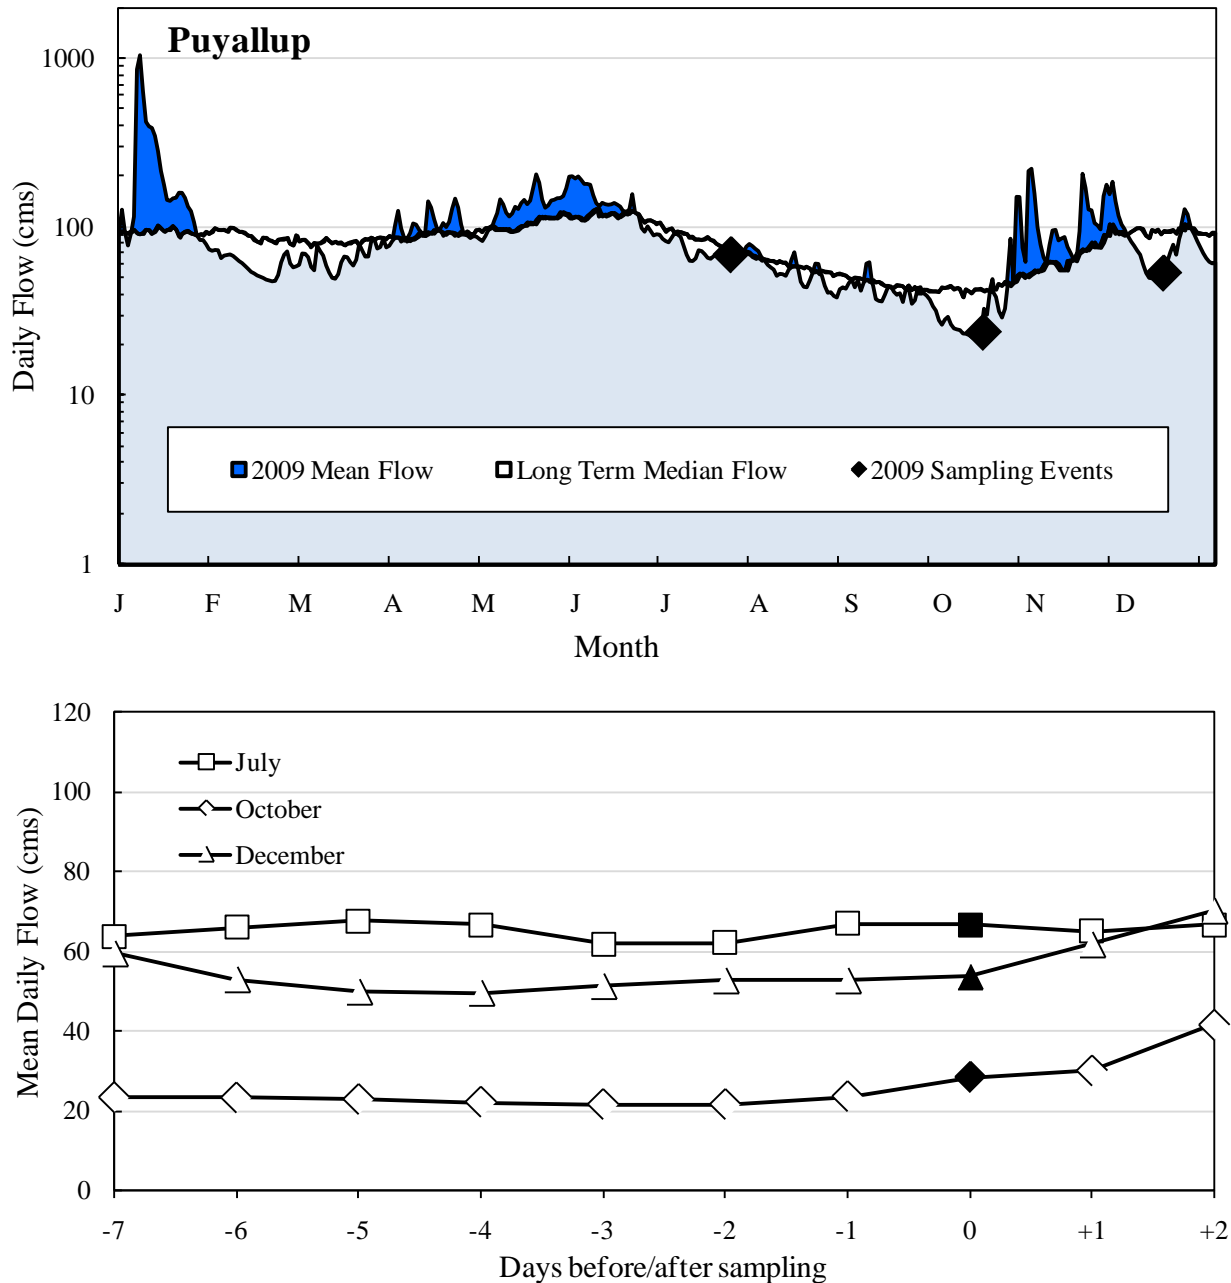 Puyallup
1000
100
10
1
Daily Flow (cms)
2009 Mean Flow
Long Term Median Flow
2009 Sampling Events
J F M A M J J A S O N D
Month
120
100
80
60
40
20
0
Mean Daily Flow (cms)
July
October
December
-7 -6 -5 -4 -3 -2 -1 0 +1 +2
Days before/after sampling